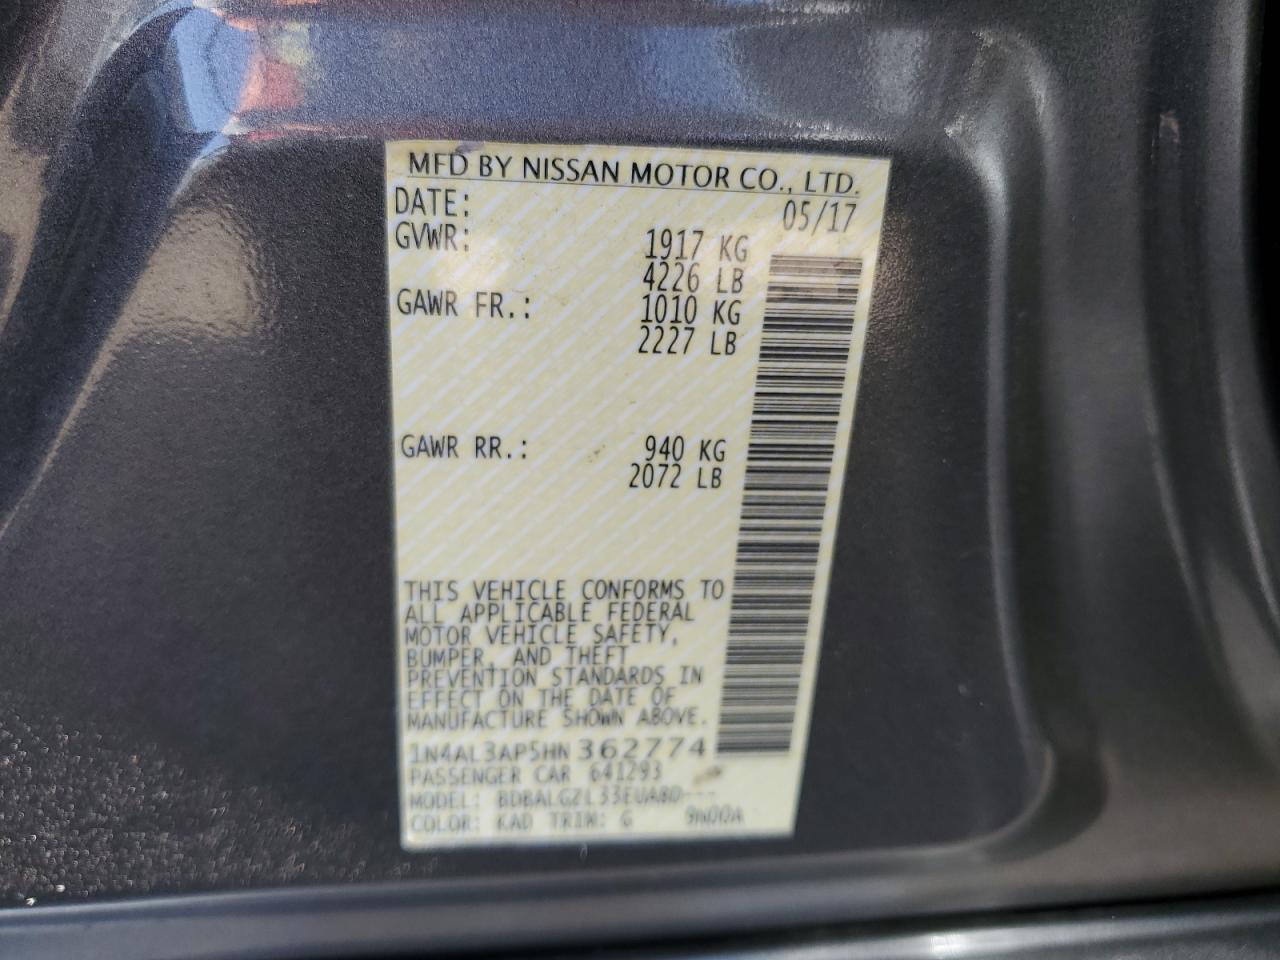 MFD BY NISSAN MOTOR CO., LTD.
DATE: 05/17
GVWR: 1917 KG
4226 LB
GAWR FR.: 1010 KG
2227 LB
GAWR RR.: 940 KG
2072 LB
THIS VEHICLE CONFORMS TO
ALL APPLICABLE FEDERAL
MOTOR VEHICLE SAFETY,
BUMPER, AND THEFT
PREVENTION STANDARDS IN
EFFECT ON THE DATE OF
MANUFACTURE SHOWN ABOVE.
1N4AL3AP5HN362774
PASSENGER CAR 641293
MODEL: BDBALGZL33EUA8D---
COLOR: KAD TRIM: G